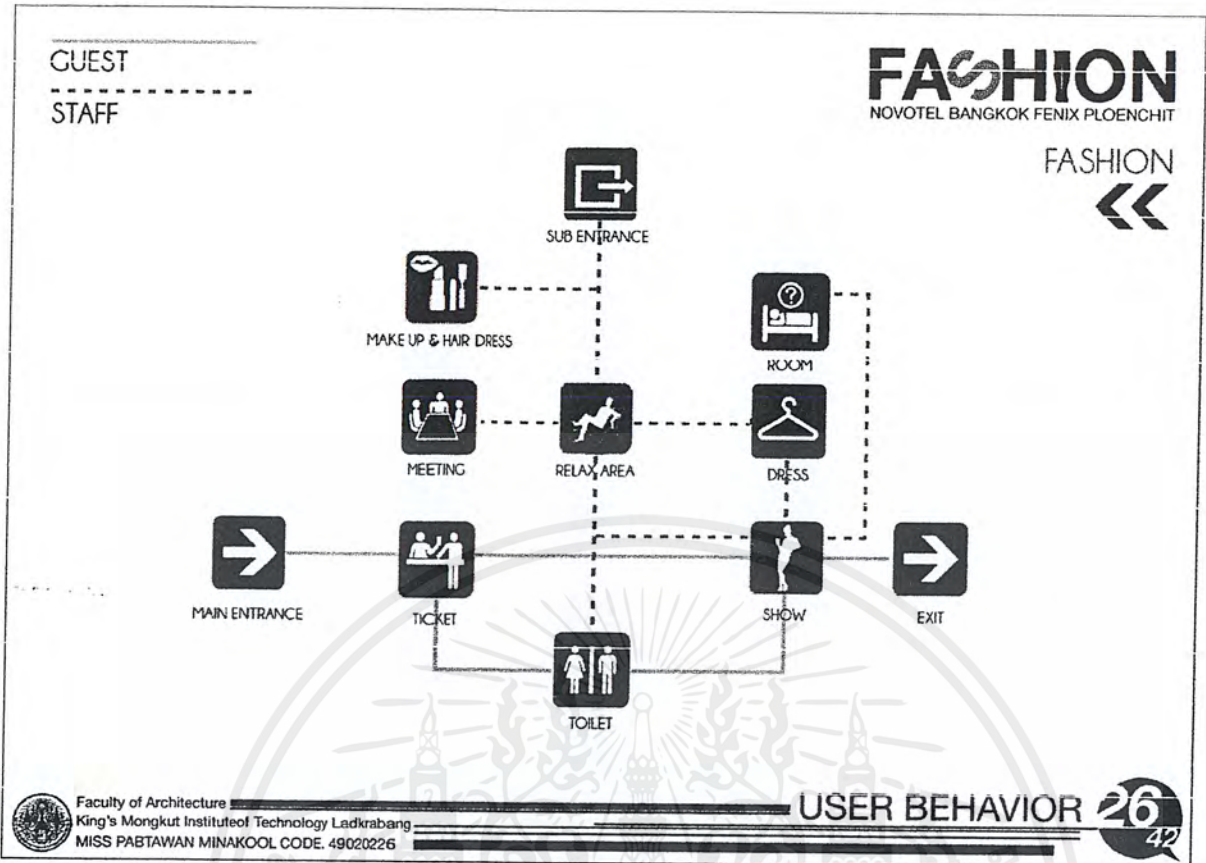 GUEST
STAFF
FASHION
NOVOTEL BANGKOK FENIX PLOENCHIT
FASHION
SUB ENTRANCE
MAKE UP & HAIR DRESS
?
ROOM
MEETING
RELAX AREA
DRESS
MAIN ENTRANCE
TICKET
SHOW
EXIT
TOILET
Faculty of Architecture
King's Mongkut Instituteof Technology Ladkrabang
MISS PABTAWAN MINAKOOL CODE. 49020226
USER BEHAVIOR
26
42